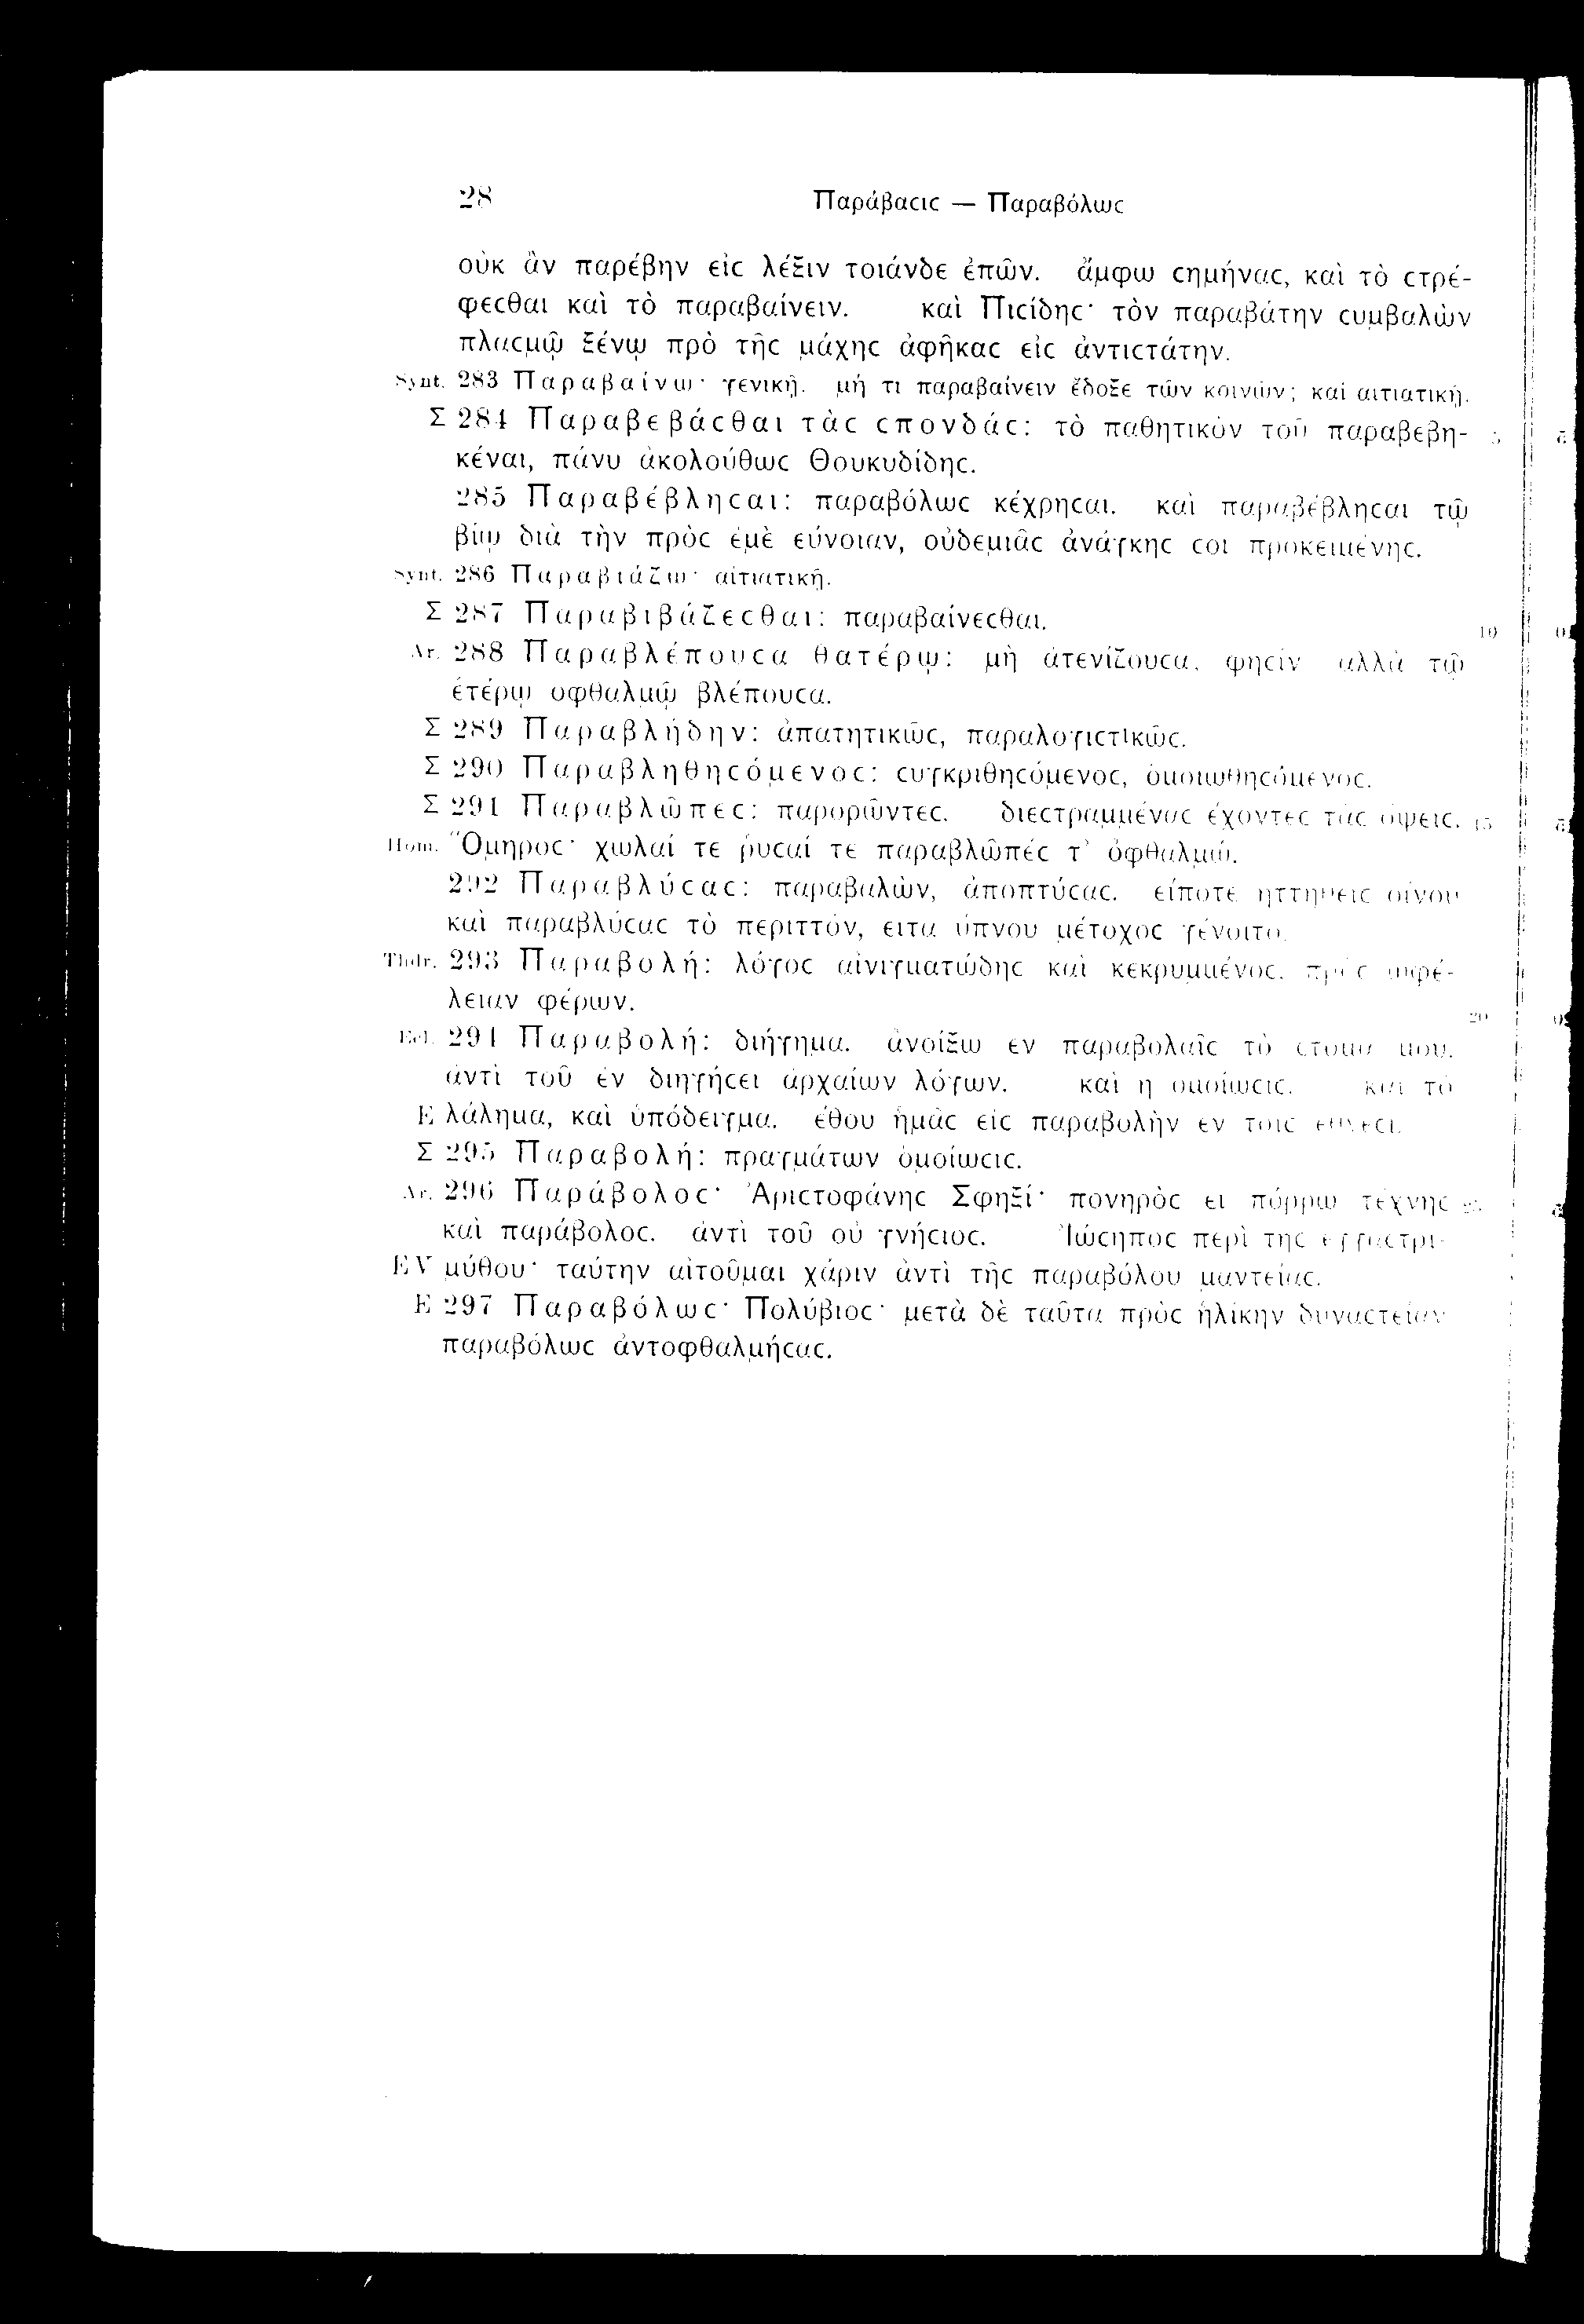 28 Παράβαcιc — Παραβόλωc
οὐκ ἂν παρέβην εἰc λέξιν τοιάνδε ἐπῶν. ἄμφω cημήναc, καὶ τὸ cτρέ-
φεcθαι καὶ τὸ παραβαίνειν. καὶ Πιcίδηc· τὸν παραβάτην cυμβαλὼν
πλαcμῷ ξένῳ πρὸ τῆc μάχηc ἀφῆκαc εἰc ἀντιcτάτην.
Synt. 283 Παραβαίνω· γενικῇ. μή τι παραβαίνειν ἔδοξε τῶν κοινῶν; καὶ αἰτιατικῇ.
Σ 284 Παραβεβάcθαι τὰc cπονδάc: τὸ παθητικὸν τοῦ παραβεβη- 5
κέναι, πάνυ ἀκολούθωc Θουκυδίδηc.
285 Παραβέβληcαι: παραβόλωc κέχρηcαι. καὶ παραβέβληcαι τῷ
βίῳ διὰ τὴν πρὸc ἐμὲ εὔνοιαν, οὐδεμιᾶc ἀνάγκηc cοι προκειμένηc.
Synt. 286 Παραβιάζω· αἰτιατικῇ.
Σ 287 Παραβιβάζεcθαι: παραβαίνεcθαι. 10
Ar. 288 Παραβλέπουcα θατέρῳ: μὴ ἀτενίζουcα, φηcίν ἀλλὰ τῷ
ἑτέρῳ ὀφθαλμῷ βλέπουcα.
Σ 289 Παραβλήδην: ἀπατητικῶc, παραλογιcτικῶc.
Σ 290 Παραβληθηcόμενοc: cυγκριθηcόμενοc, ὁμοιωθηcόμενοc.
Σ 291 Παραβλῶπεc: παρορῶντεc. διεcτραμμέναc ἔχοντεc τὰc ὄψειc. 15
Hom. Ὅμηροc· χωλαί τε ῥυcαί τε παραβλῶπέc τ' ὀφθαλμώ.
292 Παραβλύcαc: παραβαλών, ἀποπτύcαc. εἴποτε ἡττηθεὶc οἴνου
καὶ παραβλύcαc τὸ περιττόν, εἶτα ὕπνου μέτοχοc γένοιτο.
Thdr. 293 Παραβολή: λόγοc αἰνιγματώδηc καὶ κεκρυμμένοc, πρὸc ὠφέ-
λειαν φέρων. 20
Ecl. 294 Παραβολή: διήγημα. ἀνοίξω ἐν παραβολαῖc τὸ cτόμα μου.
ἀντὶ τοῦ ἐν διηγήcει ἀρχαίων λόγων. καὶ ἡ ὁμοίωcιc. καὶ τὸ
E λάλημα, καὶ ὑπόδειγμα. ἔθου ἡμᾶc εἰc παραβολὴν ἐν τοῖc ἔθνεcι.
Σ 295 Παραβολή: πραγμάτων ὁμοίωcιc.
Ar. 296 Παράβολοc· Ἀριcτοφάνηc Σφηξί· πονηρὸc εἶ πόρρω τέχνηc 25
καὶ παράβολοc. ἀντὶ τοῦ οὐ γνήcιοc. Ἰώcηποc περὶ τῆc ἐγγαcτρι-
EV μύθου· ταύτην αἰτοῦμαι χάριν ἀντὶ τῆc παραβόλου μαντείαc.
E 297 Παραβόλωc· Πολύβιοc· μετὰ δὲ ταῦτα πρὸc ἡλίκην δυναcτείαν
παραβόλωc ἀντοφθαλμήcαc.